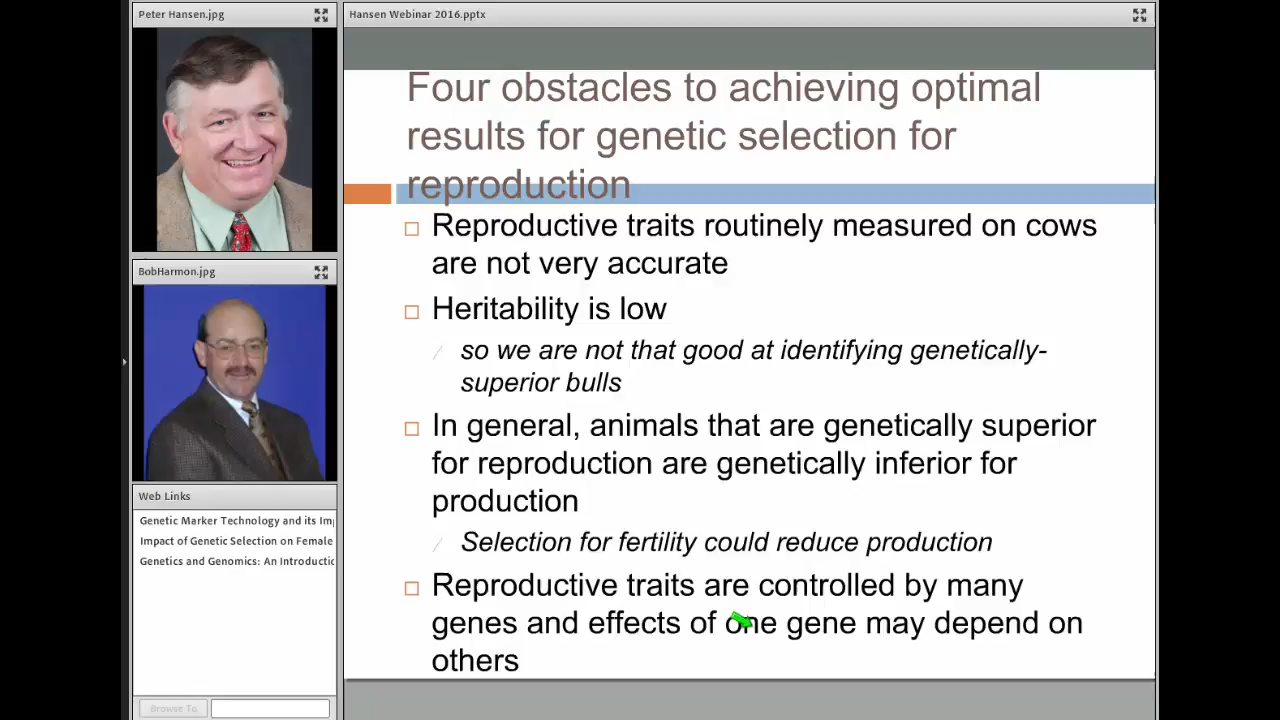 Peter Hansen.jpg
BobHarmon.jpg
Web Links
Genetic Marker Technology and its Im
Impact of Genetic Selection on Female
Genetics and Genomics: An Introducti
Browse To
Hansen Webinar 2016.pptx
Four obstacles to achieving optimal
results for genetic selection for
reproduction
Reproductive traits routinely measured on cows
are not very accurate
Heritability is low
so we are not that good at identifying genetically-
superior bulls
In general, animals that are genetically superior
for reproduction are genetically inferior for
production
Selection for fertility could reduce production
Reproductive traits are controlled by many
genes and effects of one gene may depend on
others